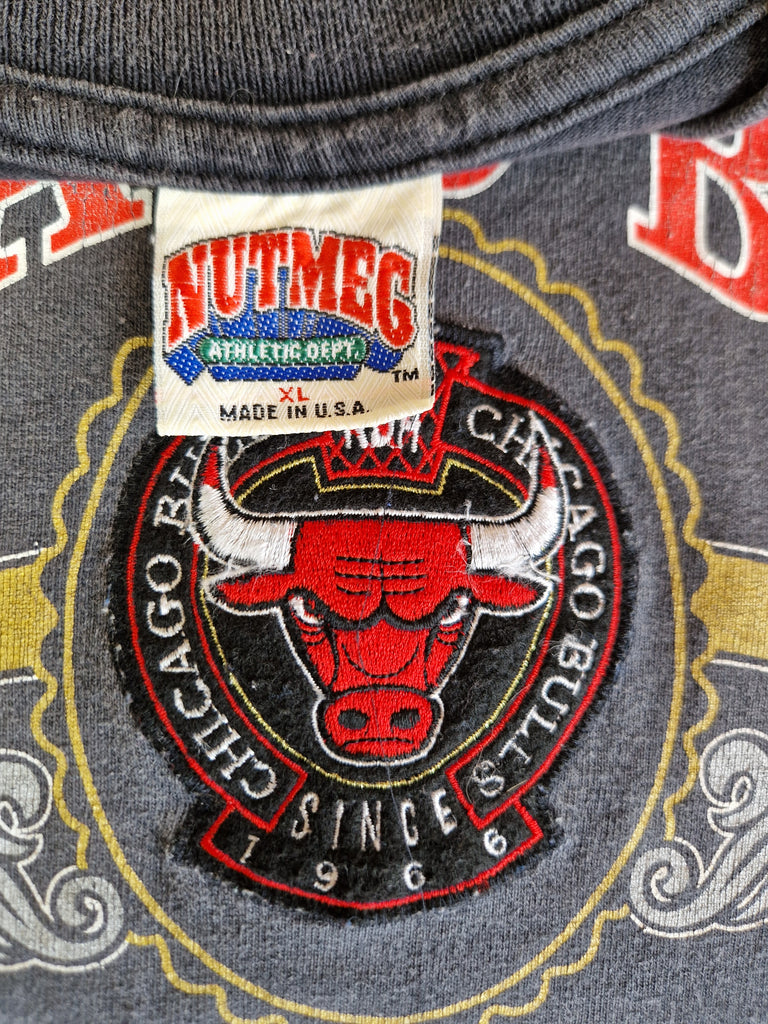 NUTMEG
ATHLETIC DEPT.
TM
XL
MADE IN U.S.A.
CHICAGO
CHICAGO BULLS
SINCE
1966